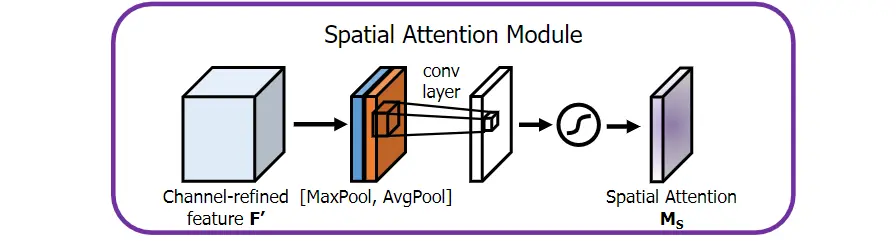 Spatial Attention Module
conv
layer
Channel-refined
feature F’
[MaxPool, AvgPool]
Spatial Attention
Ms